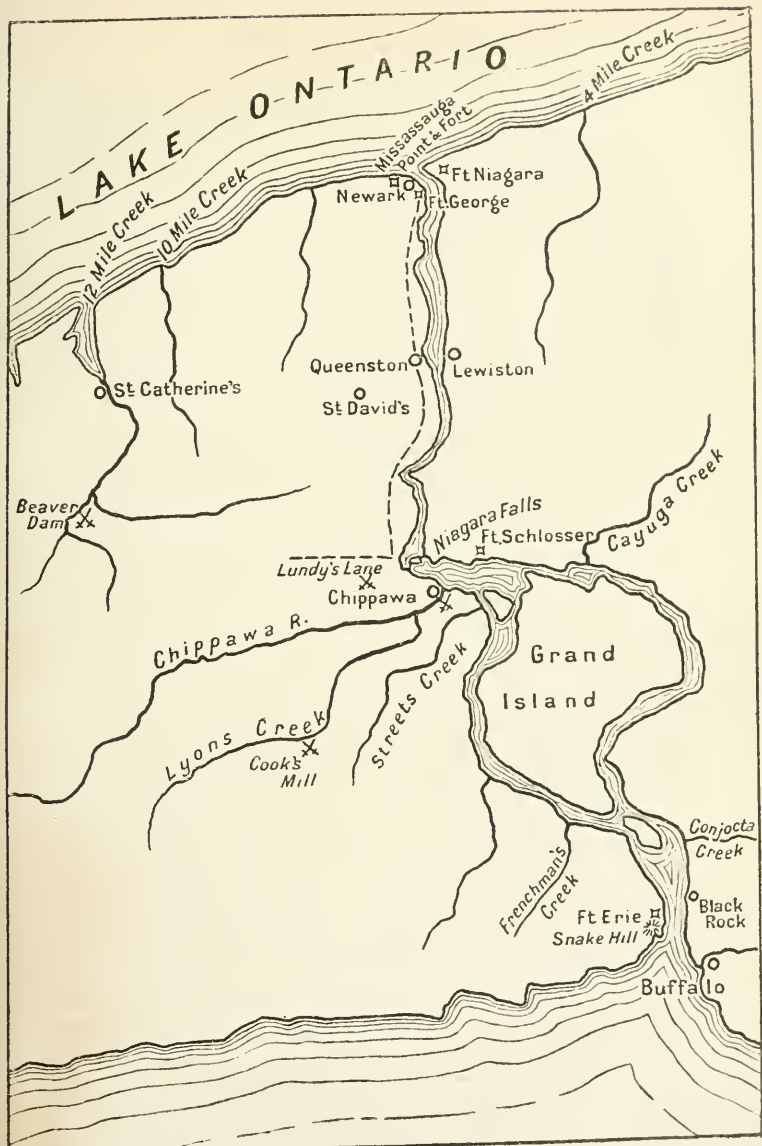 LAKE ONTARIO
4 Mile Creek
Mississauga
Point & Fort
10 Mile Creek
12 Mile Creek
Newark
Ft Niagara
Ft. George
Queenston
Lewiston
St. Catherine's
St. David's
Beaver
Dam
Niagara Falls
Ft. Schlosser
Cayuga Creek
Lundy's Lane
Chippawa
Chippawa R.
Grand
Island
Streets Creek
Lyons Creek
Cook's
Mill
Conjocta
Creek
Frenchman's
Creek
Black
Rock
Ft Erie
Snake Hill
Buffalo